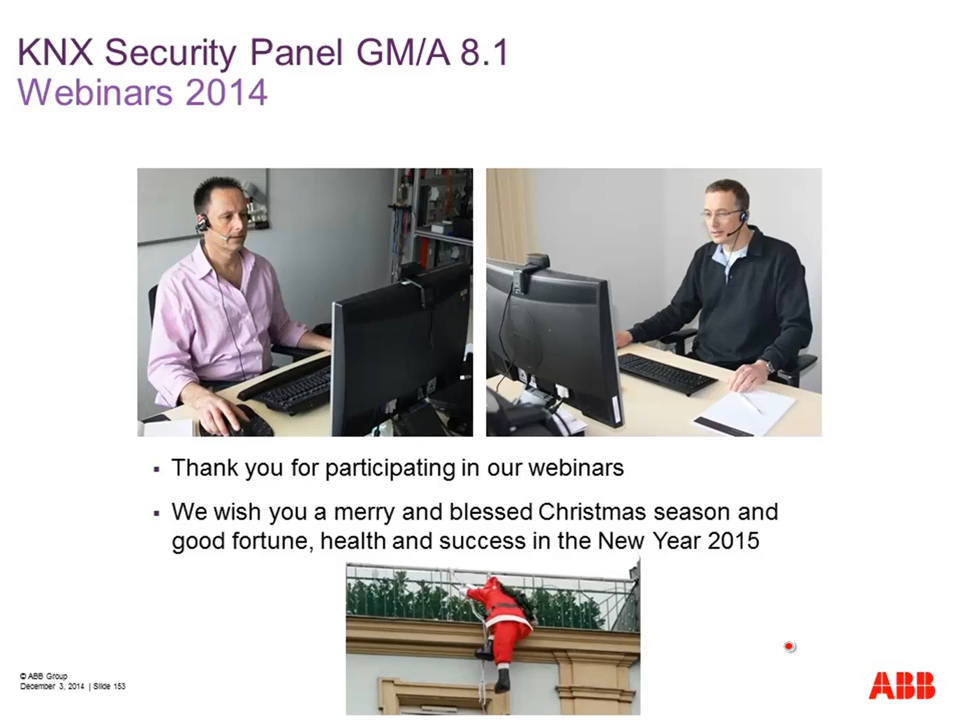 KNX Security Panel GM/A 8.1
Webinars 2014
▪ Thank you for participating in our webinars
▪ We wish you a merry and blessed Christmas season and
good fortune, health and success in the New Year 2015
© ABB Group
December 3, 2014 | Slide 153
ABB